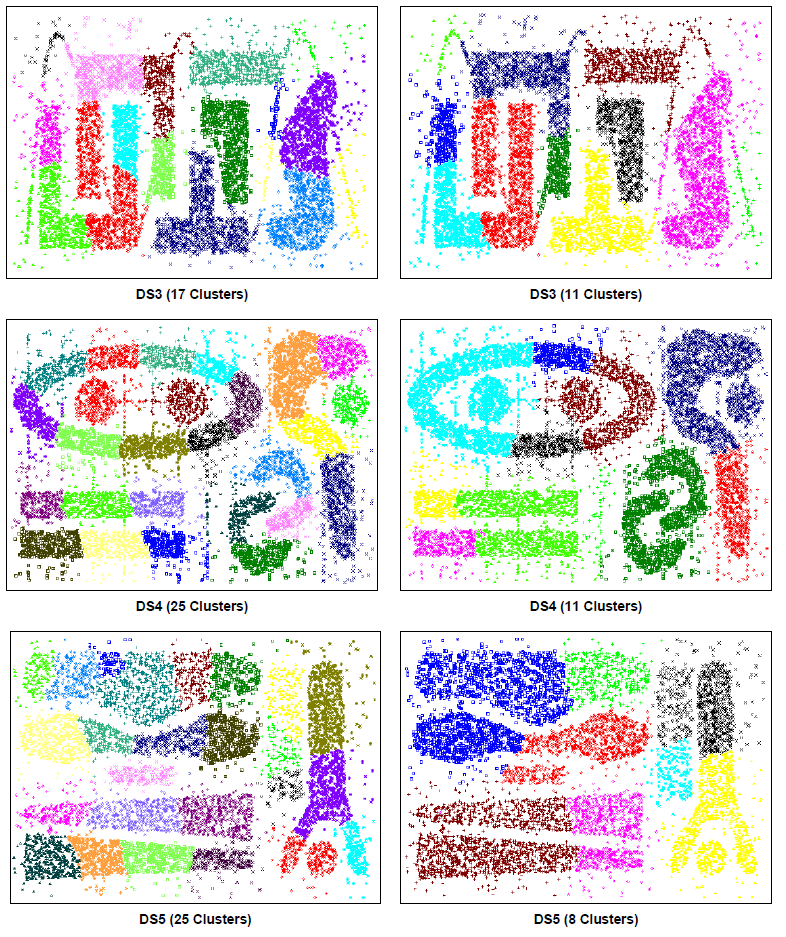 DS3 (17 Clusters)
DS3 (11 Clusters)
DS4 (25 Clusters)
DS4 (11 Clusters)
DS5 (25 Clusters)
DS5 (8 Clusters)